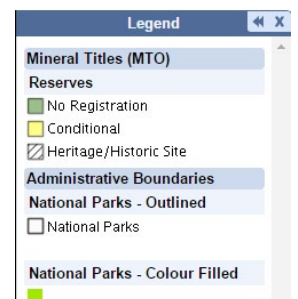 Legend
Mineral Titles (MTO)
Reserves
No Registration
Conditional
Heritage/Historic Site
Administrative Boundaries
National Parks - Outlined
National Parks
National Parks - Colour Filled